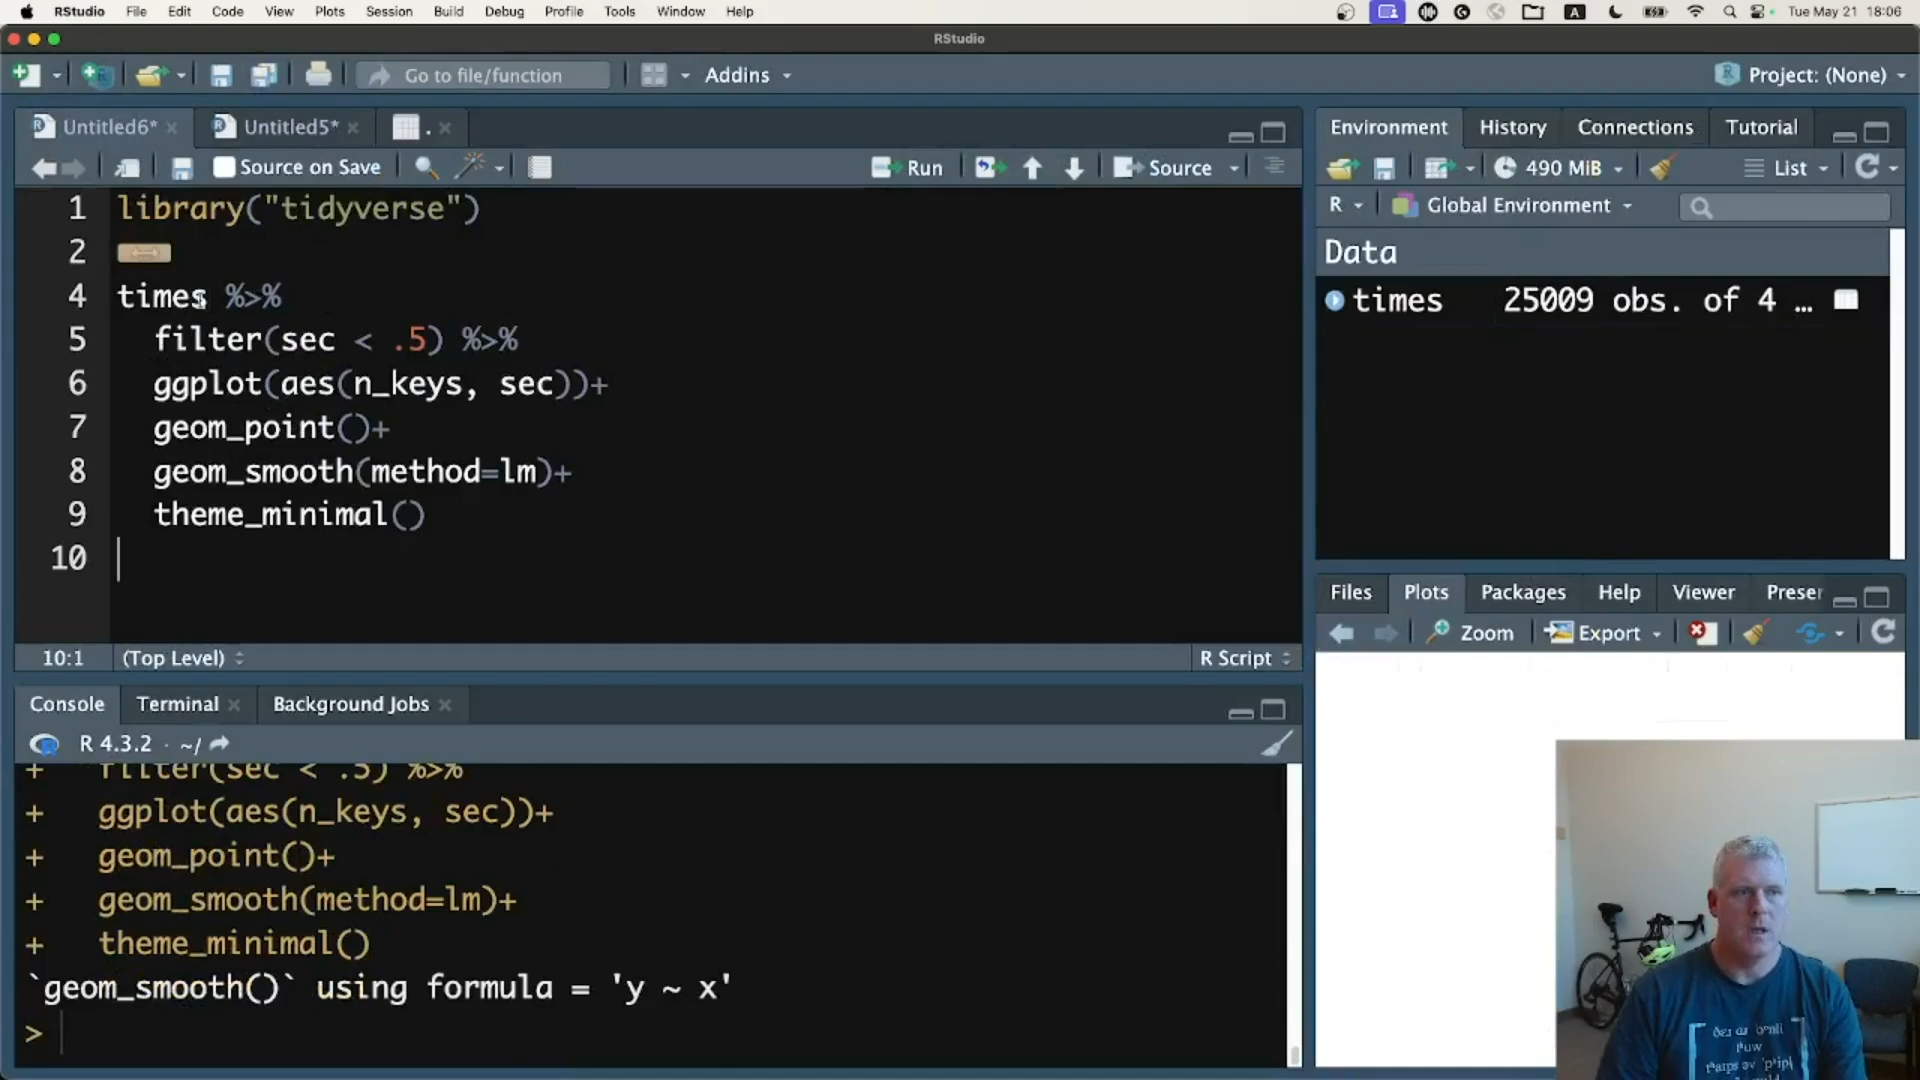 RStudio File Edit Code View Plots Session Build Debug Profile Tools Window Help A Tue May 21 18:06
RStudio
Go to file/function Addins Project: (None)
Untitled6* Untitled5* .
Source on Save Run Source
1 library("tidyverse")
2
4 times %>%
5 filter(sec < .5) %>%
6 ggplot(aes(n_keys, sec))+
7 geom_point()+
8 geom_smooth(method=lm)+
9 theme_minimal()
10
10:1 (Top Level) R Script
Console Terminal Background Jobs
R 4.3.2 · ~/
+ filter(sec < .5) %>%
+ ggplot(aes(n_keys, sec))+
+ geom_point()+
+ geom_smooth(method=lm)+
+ theme_minimal()
`geom_smooth()` using formula = 'y ~ x'
>
Environment History Connections Tutorial
490 MiB List
R Global Environment
Data
times 25009 obs. of 4 …
Files Plots Packages Help Viewer Presen
Zoom Export